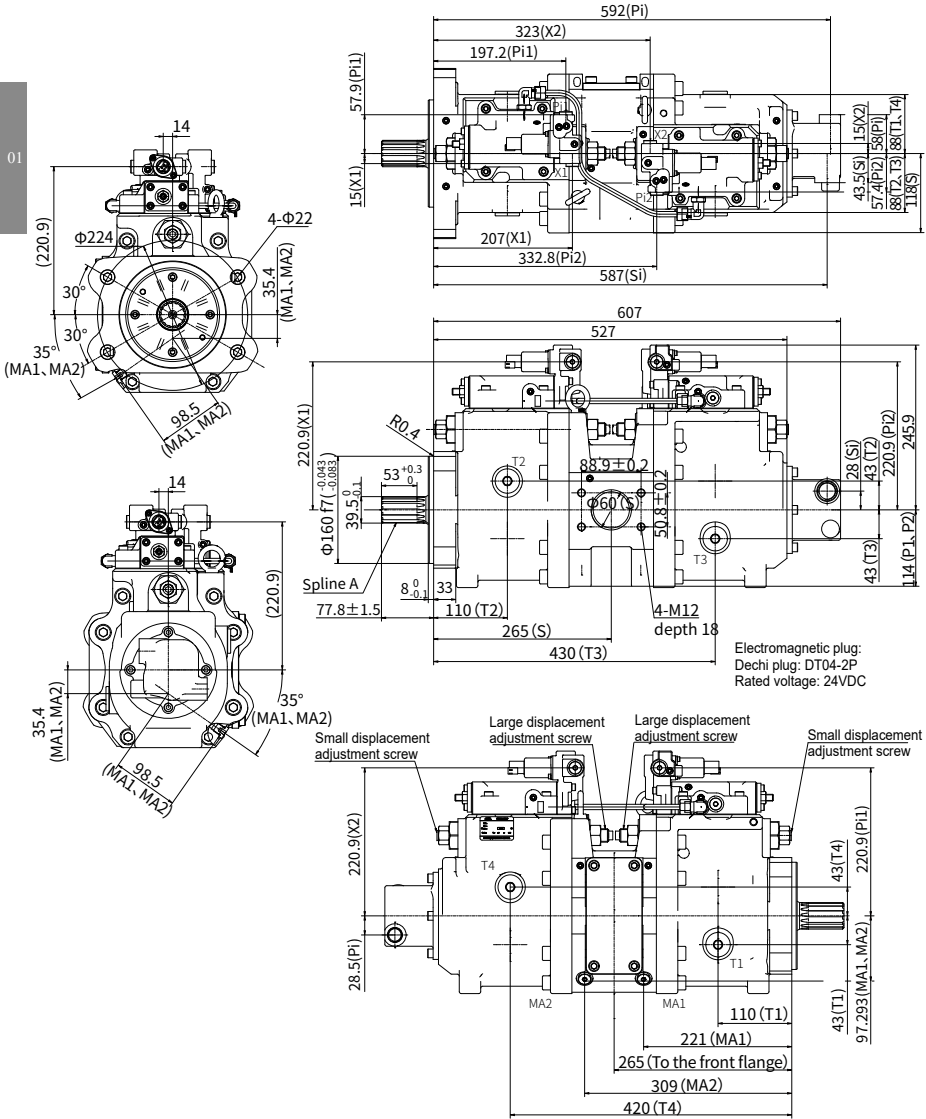 592(Pi)
323(X2)
197.2(Pi1)
57.9(Pi1)
15(X1)
Pi1
X1
X2
Pi2
15(X2)
58(Pi)
88(T1、T4)
43.5(Si)
57.4(Pi2)
88(T2、T3)
118(S)
207(X1)
332.8(Pi2)
587(Si)
01
14
(220.9)
Φ224
4-Φ22
30°
30°
35°
(MA1、MA2)
35.4
(MA1、MA2)
98.5
(MA1、MA2)
607
527
220.9(X1)
R0.4
Φ160 f7(-0.043 -0.083)
53 +0.3 0
39.5 0 -0.1
T2
88.9±0.2
Φ60(S)
50.8±0.2
T3
28(Si)
43(T2)
220.9(Pi2)
245.9
43(T3)
114(P1、P2)
Spline A
8 0 -0.1
33
77.8±1.5
110(T2)
265(S)
430(T3)
4-M12
depth 18
Electromagnetic plug:
Dechi plug: DT04-2P
Rated voltage: 24VDC
14
(220.9)
35.4
(MA1、MA2)
35°
(MA1、MA2)
98.5
(MA1、MA2)
Small displacement
adjustment screw
Large displacement
adjustment screw
Large displacement
adjustment screw
Small displacement
adjustment screw
220.9(X2)
28.5(Pi)
T4
T1
MA2
MA1
43(T4)
220.9(Pi1)
43(T1)
97.293(MA1、MA2)
110(T1)
221(MA1)
265(To the front flange)
309(MA2)
420(T4)